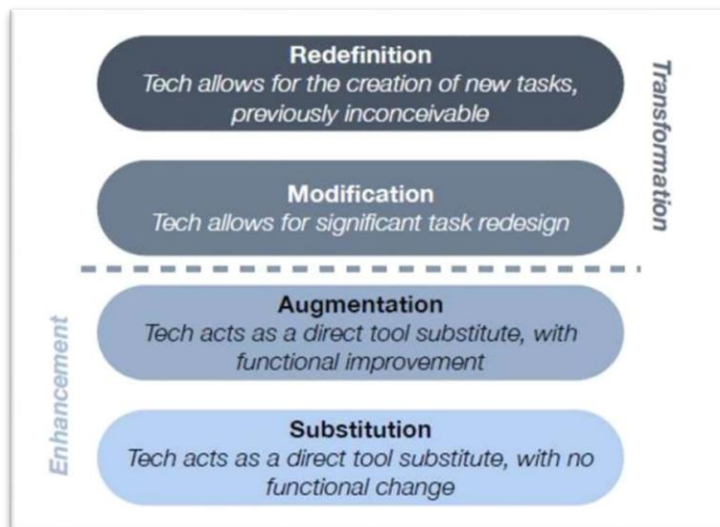 Redefinition
Tech allows for the creation of new tasks,
previously inconceivable
Transformation
Modification
Tech allows for significant task redesign
Augmentation
Tech acts as a direct tool substitute, with
functional improvement
Enhancement
Substitution
Tech acts as a direct tool substitute, with no
functional change